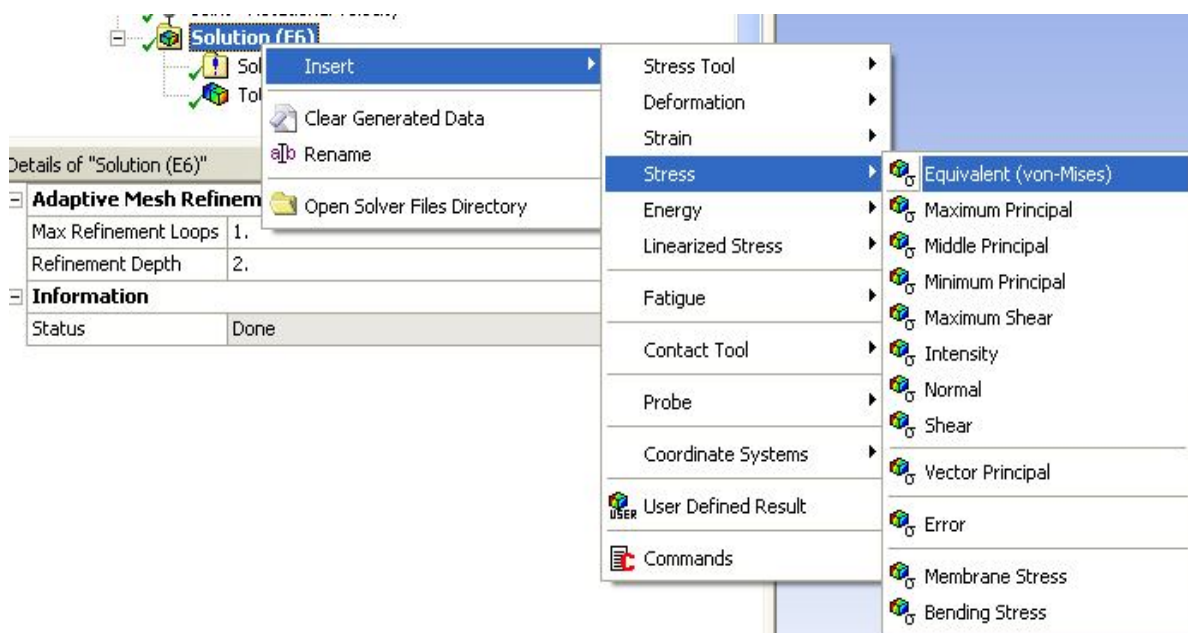 Solution (E6)
Sol
Tot
Insert
Clear Generated Data
Rename
Open Solver Files Directory
Details of "Solution (E6)"
Adaptive Mesh Refinem
Max Refinement Loops 1.
Refinement Depth 2.
Information
Status Done
Stress Tool
Deformation
Strain
Stress
Energy
Linearized Stress
Fatigue
Contact Tool
Probe
Coordinate Systems
USER User Defined Result
Commands
Equivalent (von-Mises)
Maximum Principal
Middle Principal
Minimum Principal
Maximum Shear
Intensity
Normal
Shear
Vector Principal
Error
Membrane Stress
Bending Stress